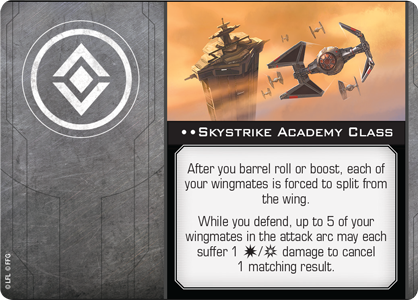 ••Skystrike Academy Class
After you barrel roll or boost, each of
your wingmates is forced to split from
the wing.
While you defend, up to 5 of your
wingmates in the attack arc may each
suffer 1 / damage to cancel
1 matching result.
©LFL ©FFG